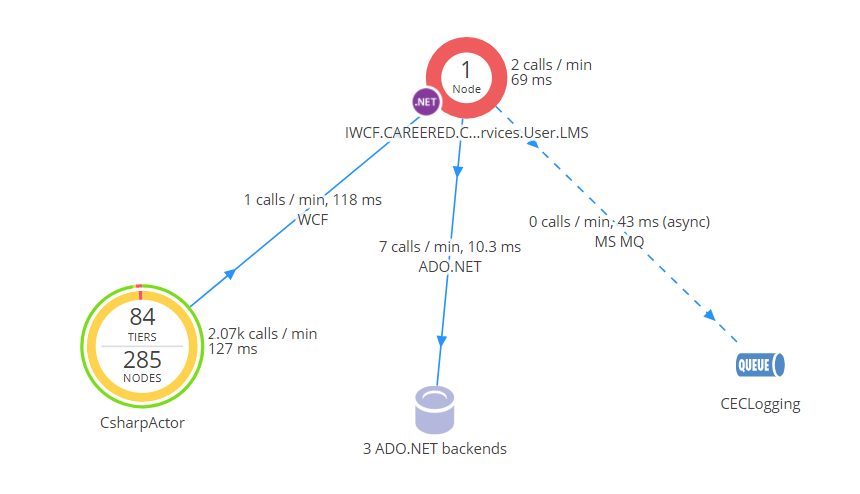 1
Node
2 calls / min
69 ms
.NET
IWCF.CAREERED.C...rvices.User.LMS
1 calls / min, 118 ms
WCF
7 calls / min, 10.3 ms
ADO.NET
0 calls / min, 43 ms (async)
MS MQ
84
TIERS
285
NODES
2.07k calls / min
127 ms
CsharpActor
3 ADO.NET backends
QUEUE
CECLogging